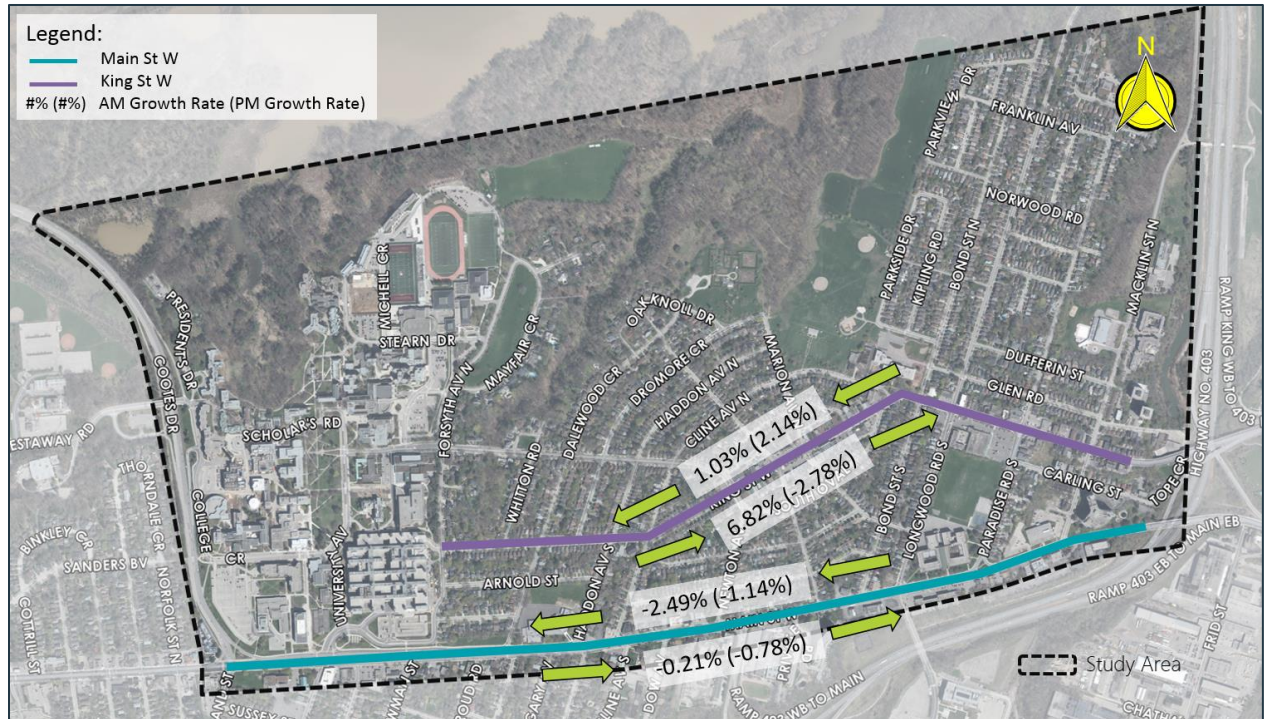 Legend:
Main St W
King St W
#% (#%) AM Growth Rate (PM Growth Rate)
N
PARKVIEW DR
FRANKLIN AV
NORWOOD RD
PARKSIDE DR
KIPLING RD
BOND ST N
MACKLIN ST N
RAMP KING WB TO 403
HIGHWAY NO. 403
PRESIDENT'S DR
MICHELL CR
STEARN DR
MAYFAIR CR
OAK KNOLL DR
DROMORE CR
HADDON AV N
CLINE AV N
DALEWOOD CR
DUFFERIN ST
GLEN RD
COOTES DR
SCHOLAR'S RD
FORSYTH AV N
WHITTON RD
ESTAWAY RD
THORNDALE CR
1.03% (2.14%)
6.82% (-2.78%)
CARLING ST
TOPE CR
BOND ST S
LONGWOOD RD S
PARADISE RD S
COLLEGE
CR
BINKLEY CR
SANDERS BV
NORFOLK ST N
COTTRILL ST
UNIVERSITY AV
ARNOLD ST
-2.49% (-1.14%)
-0.21% (-0.78%)
RAMP 403 EB TO MAIN EB
FRID ST
Study Area
RAMP 403 WB TO MAIN